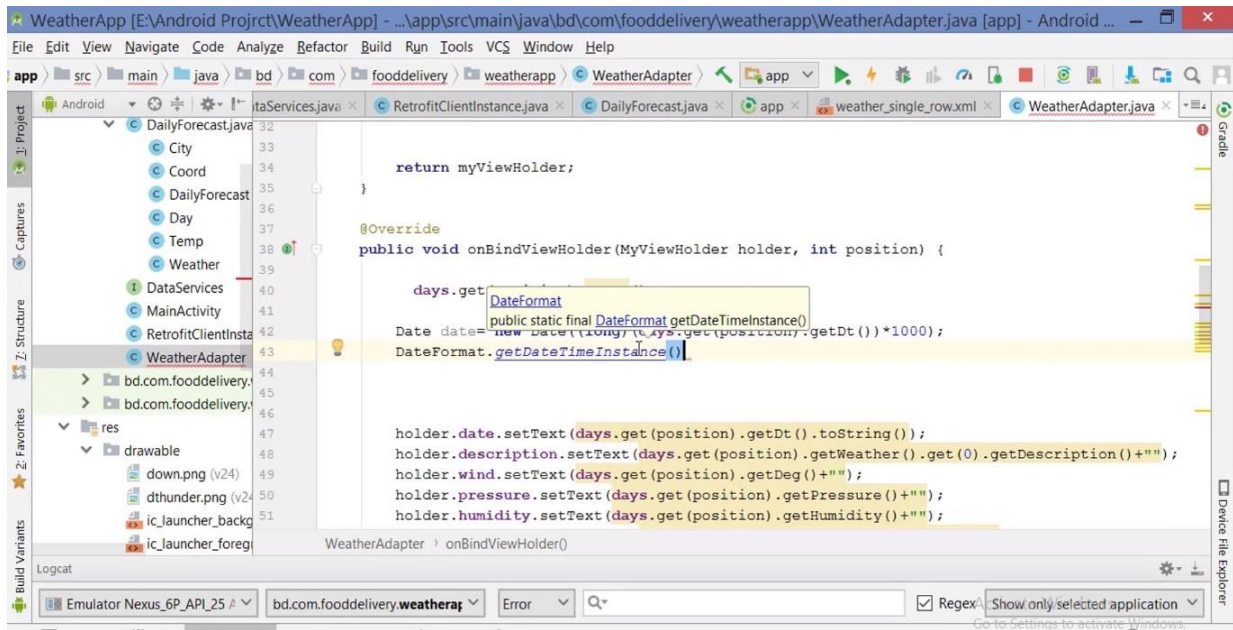 WeatherApp [E:\Android Projrct\WeatherApp] - ...\app\src\main\java\bd\com\fooddelivery\weatherapp\WeatherAdapter.java [app] - Android ...
File Edit View Navigate Code Analyze Refactor Build Run Tools VCS Window Help
app src main java bd com fooddelivery weatherapp WeatherAdapter app
Android taServices.java RetrofitClientInstance.java DailyForecast.java app weather_single_row.xml WeatherAdapter.java
1: Project
Captures
7: Structure
2: Favorites
Build Variants
DailyForecast.java
City
Coord
DailyForecast
Day
Temp
Weather
DataServices
MainActivity
RetrofitClientInsta
WeatherAdapter
bd.com.fooddelivery.
bd.com.fooddelivery.
res
drawable
down.png (v24)
dthunder.png (v24
ic_launcher_backg
ic_launcher_foregr
32
33
34 return myViewHolder;
35 }
36
37 @Override
38 public void onBindViewHolder(MyViewHolder holder, int position) {
39
40 days.get
DateFormat
public static final DateFormat getDateTimeInstance()
41
42 Date date= new Date((long)(days.get(position).getDt())*1000);
43 DateFormat.getDateTimeInstance()
44
45
46
47 holder.date.setText(days.get(position).getDt().toString());
48 holder.description.setText(days.get(position).getWeather().get(0).getDescription()+"");
49 holder.wind.setText(days.get(position).getDeg()+"");
50 holder.pressure.setText(days.get(position).getPressure()+"");
51 holder.humidity.setText(days.get(position).getHumidity()+"");
WeatherAdapter onBindViewHolder()
Gradle
Device File Explorer
Logcat
Emulator Nexus_6P_API_25 bd.com.fooddelivery.weatherap Error Regex Show only selected application
Go to Settings to activate Windows.